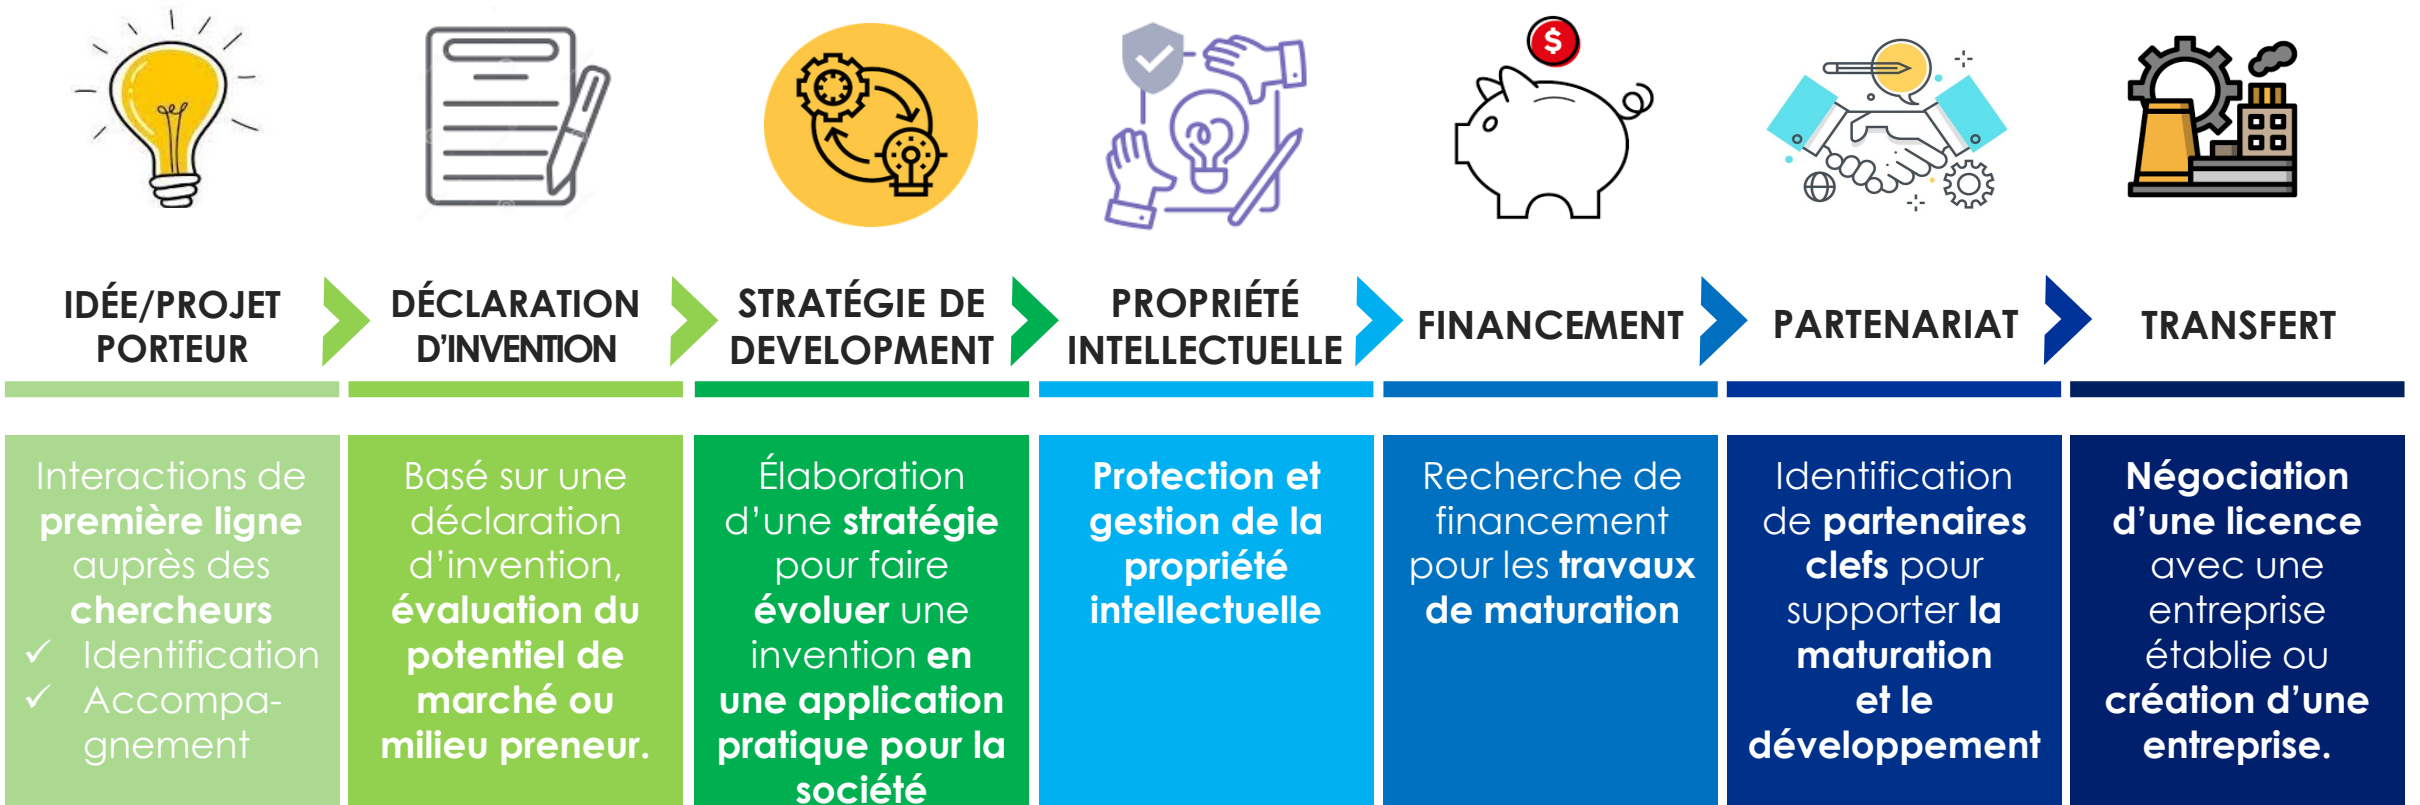 $
IDÉE/PROJET
PORTEUR
DÉCLARATION
D'INVENTION
STRATÉGIE DE
DEVELOPMENT
PROPRIÉTÉ
INTELLECTUELLE
FINANCEMENT
PARTENARIAT
TRANSFERT
Interactions de
première ligne
auprès des
chercheurs
✓ Identification
✓ Accompa-
gnement
Basé sur une
déclaration
d'invention,
évaluation du
potentiel de
marché ou
milieu preneur.
Élaboration
d'une stratégie
pour faire
évoluer une
invention en
une application
pratique pour la
société
Protection et
gestion de la
propriété
intellectuelle
Recherche de
financement
pour les travaux
de maturation
Identification
de partenaires
clefs pour
supporter la
maturation
et le
développement
Négociation
d'une licence
avec une
entreprise
établie ou
création d'une
entreprise.